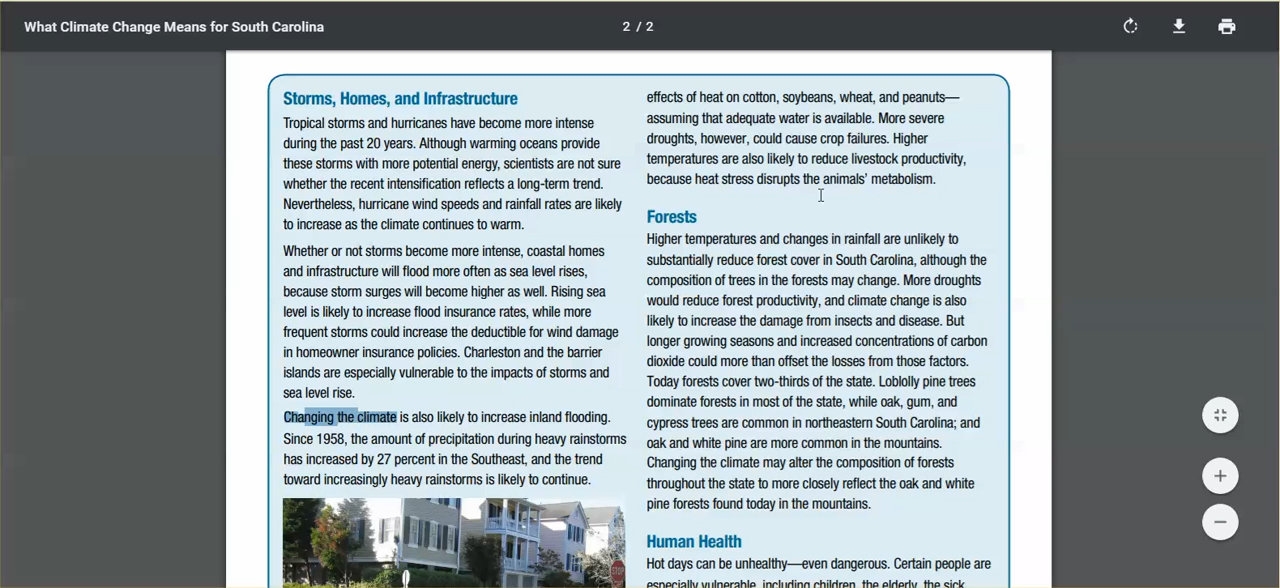 What Climate Change Means for South Carolina
2 / 2
Storms, Homes, and Infrastructure
Tropical storms and hurricanes have become more intense
during the past 20 years. Although warming oceans provide
these storms with more potential energy, scientists are not sure
whether the recent intensification reflects a long-term trend.
Nevertheless, hurricane wind speeds and rainfall rates are likely
to increase as the climate continues to warm.
Whether or not storms become more intense, coastal homes
and infrastructure will flood more often as sea level rises,
because storm surges will become higher as well. Rising sea
level is likely to increase flood insurance rates, while more
frequent storms could increase the deductible for wind damage
in homeowner insurance policies. Charleston and the barrier
islands are especially vulnerable to the impacts of storms and
sea level rise.
Changing the climate is also likely to increase inland flooding.
Since 1958, the amount of precipitation during heavy rainstorms
has increased by 27 percent in the Southeast, and the trend
toward increasingly heavy rainstorms is likely to continue.
STOP
effects of heat on cotton, soybeans, wheat, and peanuts—
assuming that adequate water is available. More severe
droughts, however, could cause crop failures. Higher
temperatures are also likely to reduce livestock productivity,
because heat stress disrupts the animals’ metabolism.
Forests
Higher temperatures and changes in rainfall are unlikely to
substantially reduce forest cover in South Carolina, although the
composition of trees in the forests may change. More droughts
would reduce forest productivity, and climate change is also
likely to increase the damage from insects and disease. But
longer growing seasons and increased concentrations of carbon
dioxide could more than offset the losses from those factors.
Today forests cover two-thirds of the state. Loblolly pine trees
dominate forests in most of the state, while oak, gum, and
cypress trees are common in northeastern South Carolina; and
oak and white pine are more common in the mountains.
Changing the climate may alter the composition of forests
throughout the state to more closely reflect the oak and white
pine forests found today in the mountains.
Human Health
Hot days can be unhealthy—even dangerous. Certain people are
especially vulnerable, including children, the elderly, the sick,